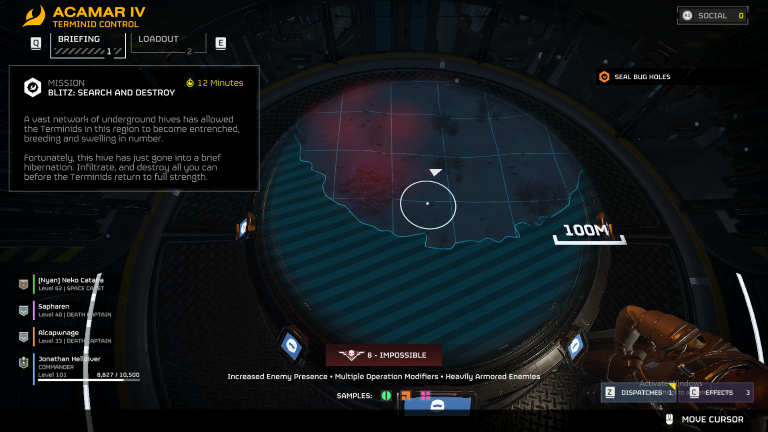 ACAMAR IV
TERMINID CONTROL
SOCIAL 0
Q
BRIEFING
1
LOADOUT
2
E
MISSION
12 Minutes
BLITZ: SEARCH AND DESTROY
A vast network of underground hives has allowed
the Terminids in this region to become entrenched,
breeding and swelling in number.
Fortunately, this hive has just gone into a brief
hibernation. Infiltrate, and destroy all you can
before the Terminids return to full strength.
SEAL BUG HOLES
100M
[Nyan] Neko Catava
Level 62 | SPACE CADET
Sapharen
Level 40 | DEATH CAPTAIN
Alcapwnage
Level 33 | DEATH CAPTAIN
Jonathan Helldiver
COMMANDER
Level 101
8,827 / 10,500
8 - IMPOSSIBLE
Increased Enemy Presence • Multiple Operation Modifiers • Heavily Armored Enemies
SAMPLES:
Activate Windows
Z DISPATCHES 1
C EFFECTS 3
MOVE CURSOR